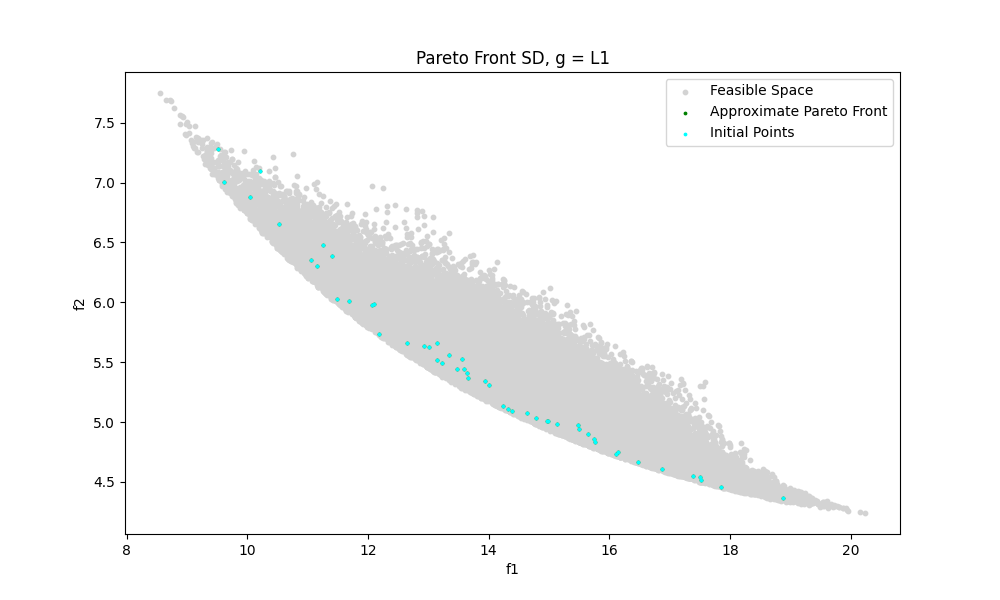 Pareto Front SD, g = L1
Feasible Space
Approximate Pareto Front
Initial Points
7.5
7.0
6.5
6.0
5.5
5.0
4.5
f2
8
10
12
14
16
18
20
f1